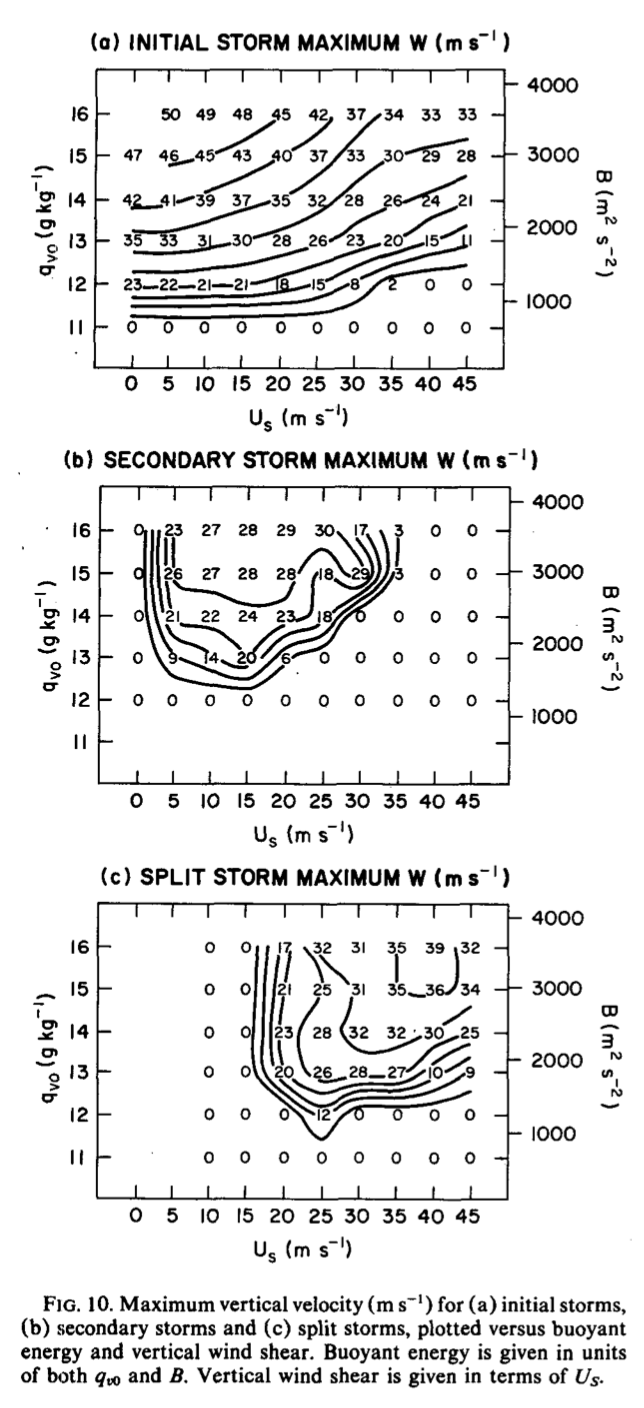 (a) INITIAL STORM MAXIMUM W (m s⁻¹)
4000
16 50 49 48 45 42 37 34 33 33
15 47 46 45 43 40 37 33 30 29 28 3000
14 42 41 39 37 35 32 28 26 24 21
2000
13 35 33 31 30 28 26 23 20 15 11
12 23 22 21 21 18 15 8 2 0 0
1000
11 0 0 0 0 0 0 0 0 0 0
qv0 (g kg⁻¹)
B (m² s⁻²)
0 5 10 15 20 25 30 35 40 45
Us (m s⁻¹)
(b) SECONDARY STORM MAXIMUM W (m s⁻¹)
4000
16 0 23 27 28 29 30 17 3 0 0
15 0 26 27 28 28 18 29 3 0 0 3000
14 0 21 22 24 23 18 0 0 0 0
2000
13 0 9 14 20 6 0 0 0 0 0
12 0 0 0 0 0 0 0 0 0 0
1000
11
qv0 (g kg⁻¹)
B (m² s⁻²)
0 5 10 15 20 25 30 35 40 45
Us (m s⁻¹)
(c) SPLIT STORM MAXIMUM W (m s⁻¹)
4000
16 0 0 17 32 31 35 39 32
15 0 0 21 25 31 35 36 34 3000
14 0 0 23 28 32 32 30 25
2000
13 0 0 20 26 28 27 10 9
12 0 0 0 12 0 0 0 0
1000
11 0 0 0 0 0 0 0 0
qv0 (g kg⁻¹)
B (m² s⁻²)
0 5 10 15 20 25 30 35 40 45
Us (m s⁻¹)
FIG. 10. Maximum vertical velocity (m s⁻¹) for (a) initial storms,
(b) secondary storms and (c) split storms, plotted versus buoyant
energy and vertical wind shear. Buoyant energy is given in units
of both qv0 and B. Vertical wind shear is given in terms of Us.